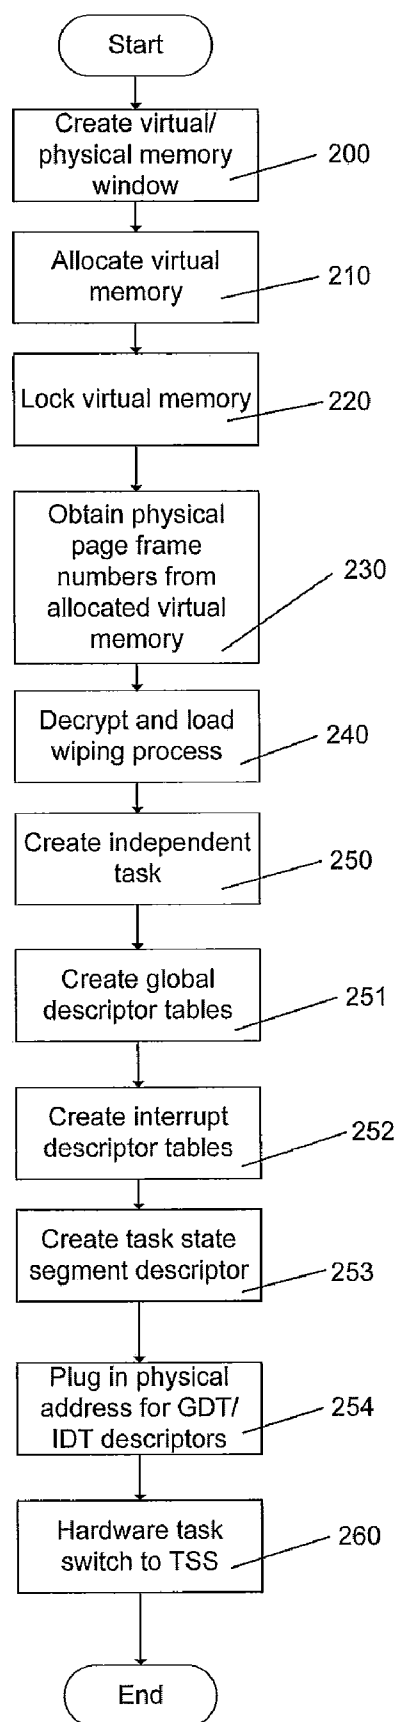 Start
Create virtual/
physical memory
window
200
Allocate virtual
memory
210
Lock virtual memory
220
Obtain physical
page frame
numbers from
allocated virtual
memory
230
Decrypt and load
wiping process
240
Create independent
task
250
Create global
descriptor tables
251
Create interrupt
descriptor tables
252
Create task state
segment descriptor
253
Plug in physical
address for GDT/
IDT descriptors
254
Hardware task
switch to TSS
260
End